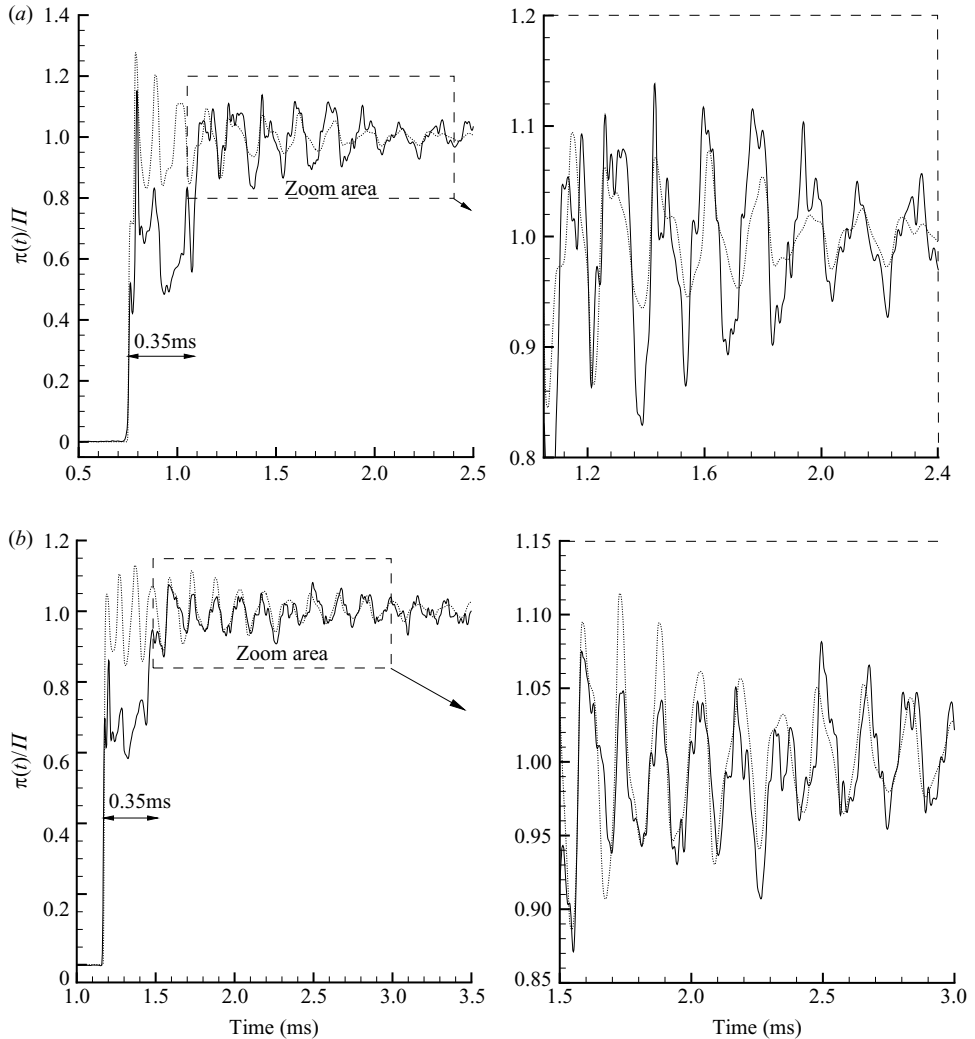 (a)
1.4
1.2
1.0
0.8
0.6
0.4
0.2
0
π(t)/Π
Zoom area
0.35ms
0.5 1.0 1.5 2.0 2.5
1.2
1.1
1.0
0.9
0.8
1.2 1.6 2.0 2.4
(b)
1.2
1.0
0.8
0.6
0.4
0.2
0
π(t)/Π
Zoom area
0.35ms
1.0 1.5 2.0 2.5 3.0 3.5
Time (ms)
1.15
1.10
1.05
1.00
0.95
0.90
0.85
1.5 2.0 2.5 3.0
Time (ms)